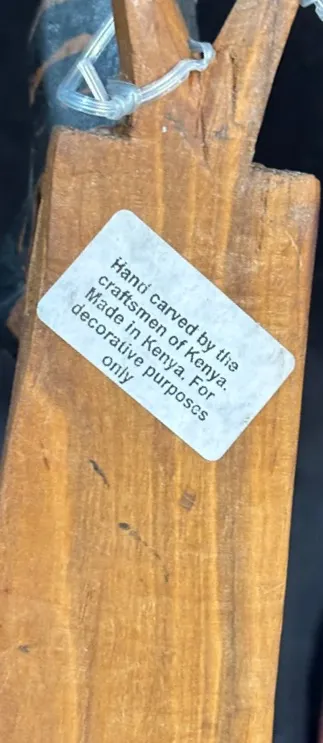 Hand carved by the
craftsmen of Kenya.
Made in Kenya. For
decorative purposes
only